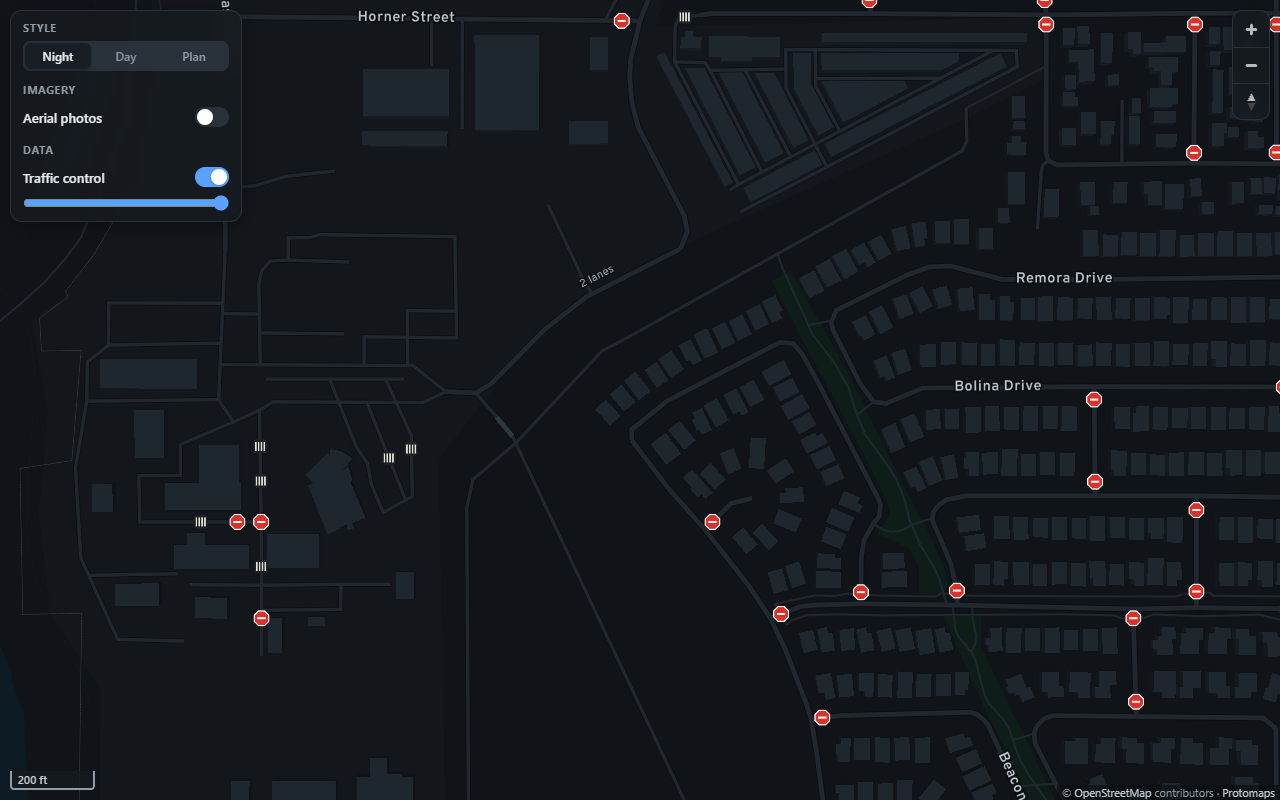 STYLE
Night Day Plan
IMAGERY
Aerial photos
DATA
Traffic control
Horner Street
2 lanes
Remora Drive
Bolina Drive
Beacon
200 ft
© OpenStreetMap contributors · Protomaps